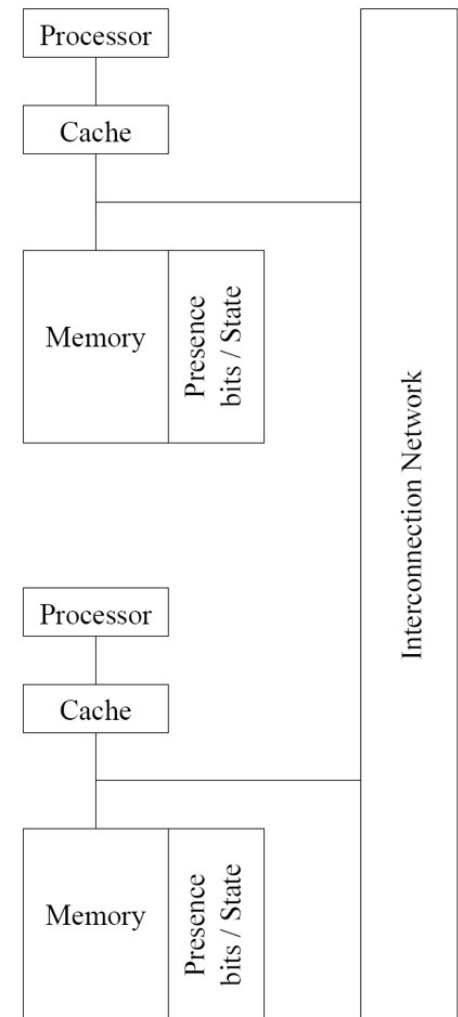 Processor
Cache
Memory
Presence
bits / State
Interconnection Network
Processor
Cache
Memory
Presence
bits / State